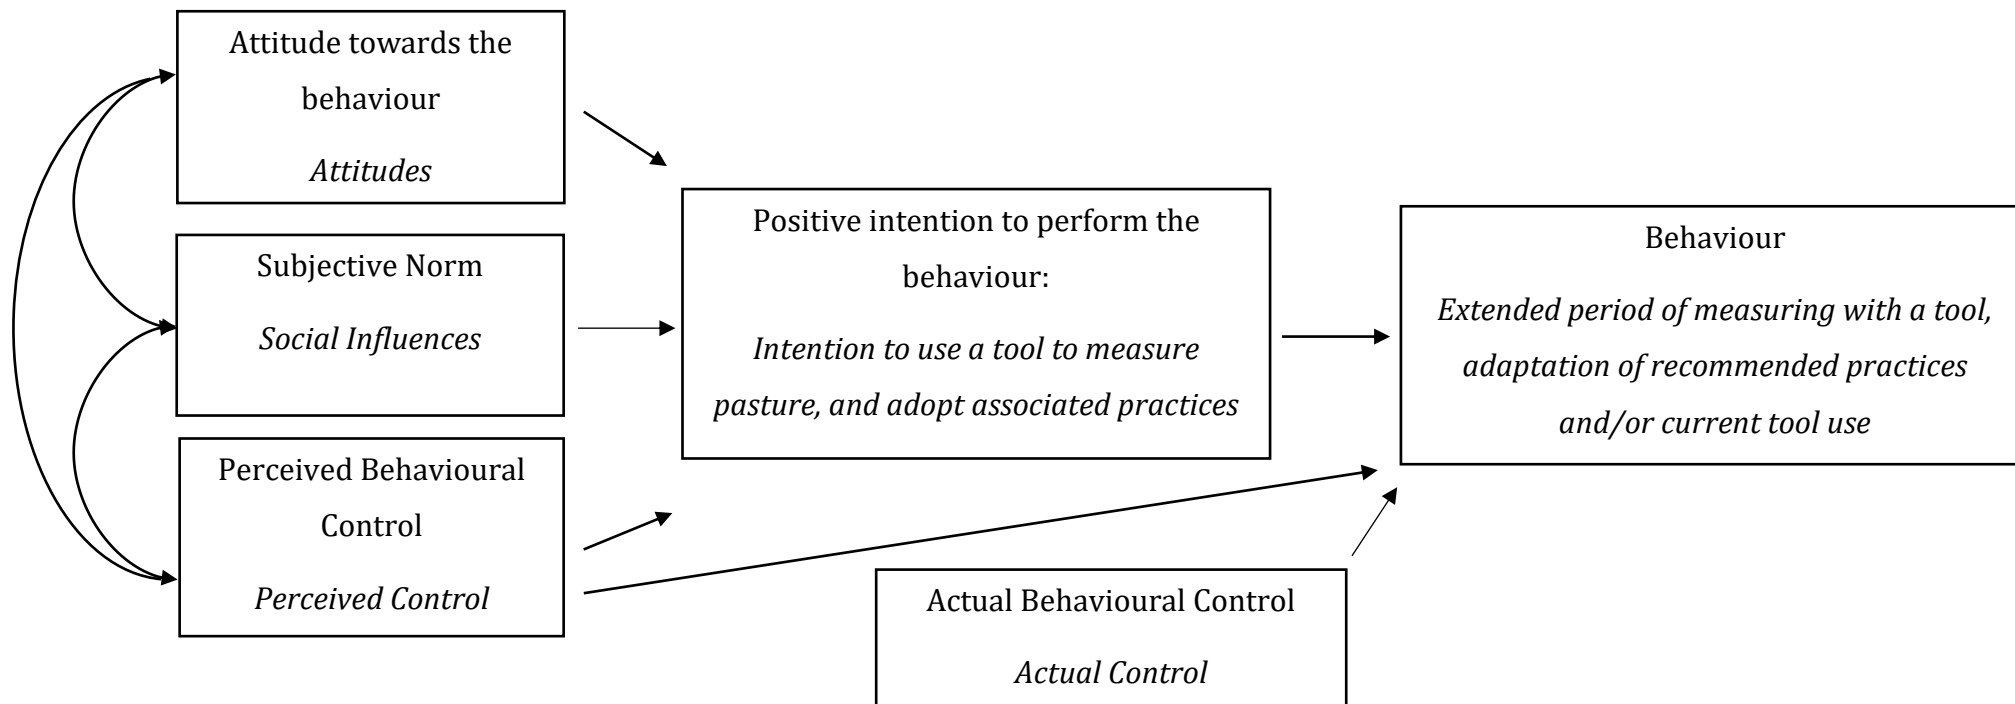 Attitude towards the
behaviour
Attitudes
Subjective Norm
Social Influences
Perceived Behavioural
Control
Perceived Control
Positive intention to perform the
behaviour:
Intention to use a tool to measure
pasture, and adopt associated practices
Actual Behavioural Control
Actual Control
Behaviour
Extended period of measuring with a tool,
adaptation of recommended practices
and/or current tool use